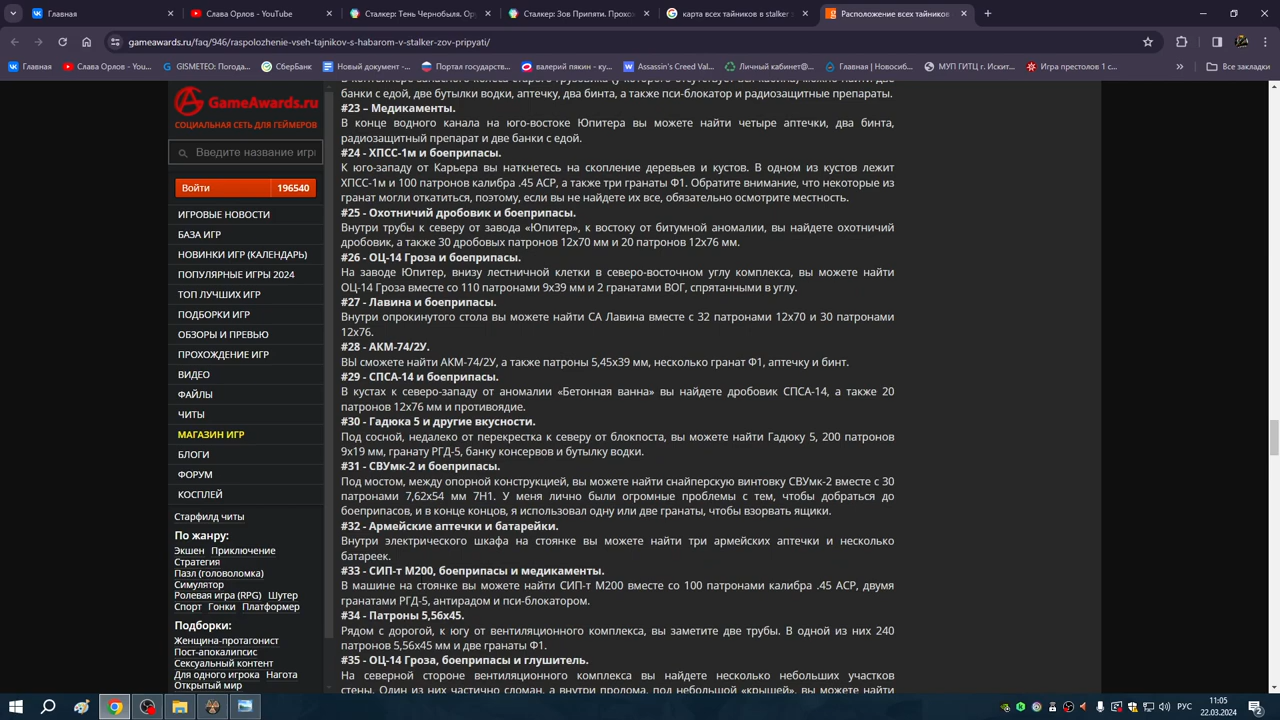 Главная
Слава Орлов - YouTube
Сталкер: Тень Чернобыля. Ор
Сталкер: Зов Припяти. Прохо
карта всех тайников в stalker з
Расположение всех тайников
gameawards.ru/faq/946/raspolozhenie-vseh-tajnikov-s-habarom-v-stalker-zov-pripyati/
Главная
Слава Орлов - You...
GISMETEO: Погода...
СберБанк
Новый документ -...
Портал государст...
валерий пякин - ку...
Assassin's Creed Val...
Личный кабинет@...
Главная | Новосиб...
МУП ГИТЦ г. Искит...
Игра престолов 1 с...
»
Все закладки
GameAwards.ru
СОЦИАЛЬНАЯ СЕТЬ ДЛЯ ГЕЙМЕРОВ
Введите название игры
Войти 196540
ИГРОВЫЕ НОВОСТИ
БАЗА ИГР
НОВИНКИ ИГР (КАЛЕНДАРЬ)
ПОПУЛЯРНЫЕ ИГРЫ 2024
ТОП ЛУЧШИХ ИГР
ПОДБОРКИ ИГР
ОБЗОРЫ И ПРЕВЬЮ
ПРОХОЖДЕНИЕ ИГР
ВИДЕО
ФАЙЛЫ
ЧИТЫ
МАГАЗИН ИГР
БЛОГИ
ФОРУМ
КОСПЛЕЙ
Старфилд читы
По жанру:
Экшен Приключение
Стратегия
Пазл (головоломка)
Симулятор
Ролевая игра (RPG) Шутер
Спорт Гонки Платформер
Подборки:
Женщина-протагонист
Пост-апокалипсис
Сексуальный контент
Для одного игрока Нагота
Открытый мир
банки с едой, две бутылки водки, аптечку, два бинта, а также пси-блокатор и радиозащитные препараты.
#23 – Медикаменты.
В конце водного канала на юго-востоке Юпитера вы можете найти четыре аптечки, два бинта,
радиозащитный препарат и две банки с едой.
#24 - ХПСС-1м и боеприпасы.
К юго-западу от Карьера вы наткнетесь на скопление деревьев и кустов. В одном из кустов лежит
ХПСС-1м и 100 патронов калибра .45 ACP, а также три гранаты Ф1. Обратите внимание, что некоторые из
гранат могли откатиться, поэтому, если вы не найдете их все, обязательно осмотрите местность.
#25 - Охотничий дробовик и боеприпасы.
Внутри трубы к северу от завода «Юпитер», к востоку от битумной аномалии, вы найдете охотничий
дробовик, а также 30 дробовых патронов 12х70 мм и 20 патронов 12х76 мм.
#26 - ОЦ-14 Гроза и боеприпасы.
На заводе Юпитер, внизу лестничной клетки в северо-восточном углу комплекса, вы можете найти
ОЦ-14 Гроза вместе со 110 патронами 9х39 мм и 2 гранатами ВОГ, спрятанными в углу.
#27 - Лавина и боеприпасы.
Внутри опрокинутого стола вы можете найти СА Лавина вместе с 32 патронами 12х70 и 30 патронами
12х76.
#28 - АКМ-74/2У.
ВЫ сможете найти АКМ-74/2У, а также патроны 5,45х39 мм, несколько гранат Ф1, аптечку и бинт.
#29 - СПСА-14 и боеприпасы.
В кустах к северо-западу от аномалии «Бетонная ванна» вы найдете дробовик СПСА-14, а также 20
патронов 12х76 мм и противоядие.
#30 - Гадюка 5 и другие вкусности.
Под сосной, недалеко от перекрестка к северу от блокпоста, вы можете найти Гадюку 5, 200 патронов
9х19 мм, гранату РГД-5, банку консервов и бутылку водки.
#31 - СВУмк-2 и боеприпасы.
Под мостом, между опорной конструкцией, вы можете найти снайперскую винтовку СВУмк-2 вместе с 30
патронами 7,62х54 мм 7Н1. У меня лично были огромные проблемы с тем, чтобы добраться до
боеприпасов, и в конце концов, я использовал одну или две гранаты, чтобы взорвать ящики.
#32 - Армейские аптечки и батарейки.
Внутри электрического шкафа на стоянке вы можете найти три армейских аптечки и несколько
батареек.
#33 - СИП-т М200, боеприпасы и медикаменты.
В машине на стоянке вы можете найти СИП-т М200 вместе со 100 патронами калибра .45 ACP, двумя
гранатами РГД-5, антирадом и пси-блокатором.
#34 - Патроны 5,56х45.
Рядом с дорогой, к югу от вентиляционного комплекса, вы заметите две трубы. В одной из них 240
патронов 5,56х45 мм и две гранаты Ф1.
#35 - ОЦ-14 Гроза, боеприпасы и глушитель.
На северной стороне вентиляционного комплекса вы найдете несколько небольших участков
стены. Один из них частично сломан, а внутри пролома, под небольшой «крышей», вы можете найти
РУС
11:05
22.03.2024
2